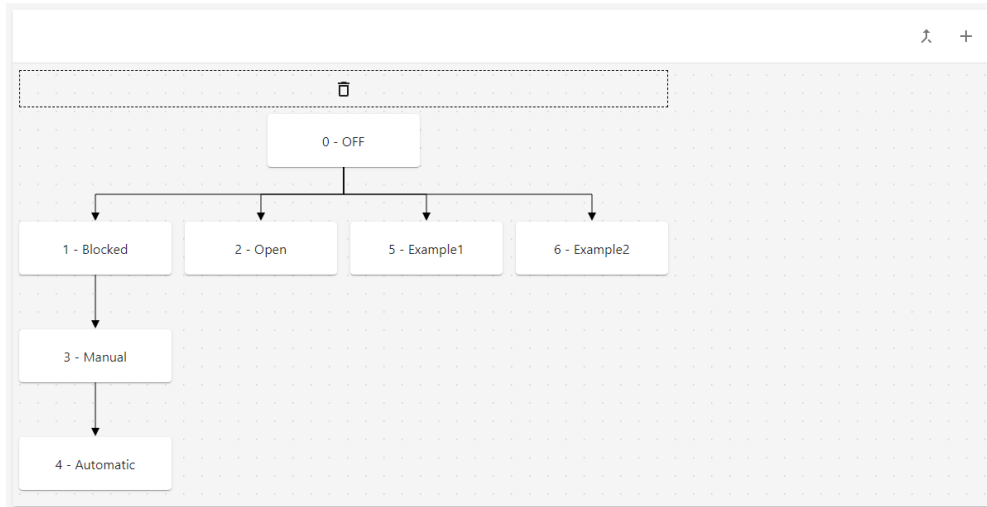 0 - OFF
1 - Blocked
2 - Open
5 - Example1
6 - Example2
3 - Manual
4 - Automatic